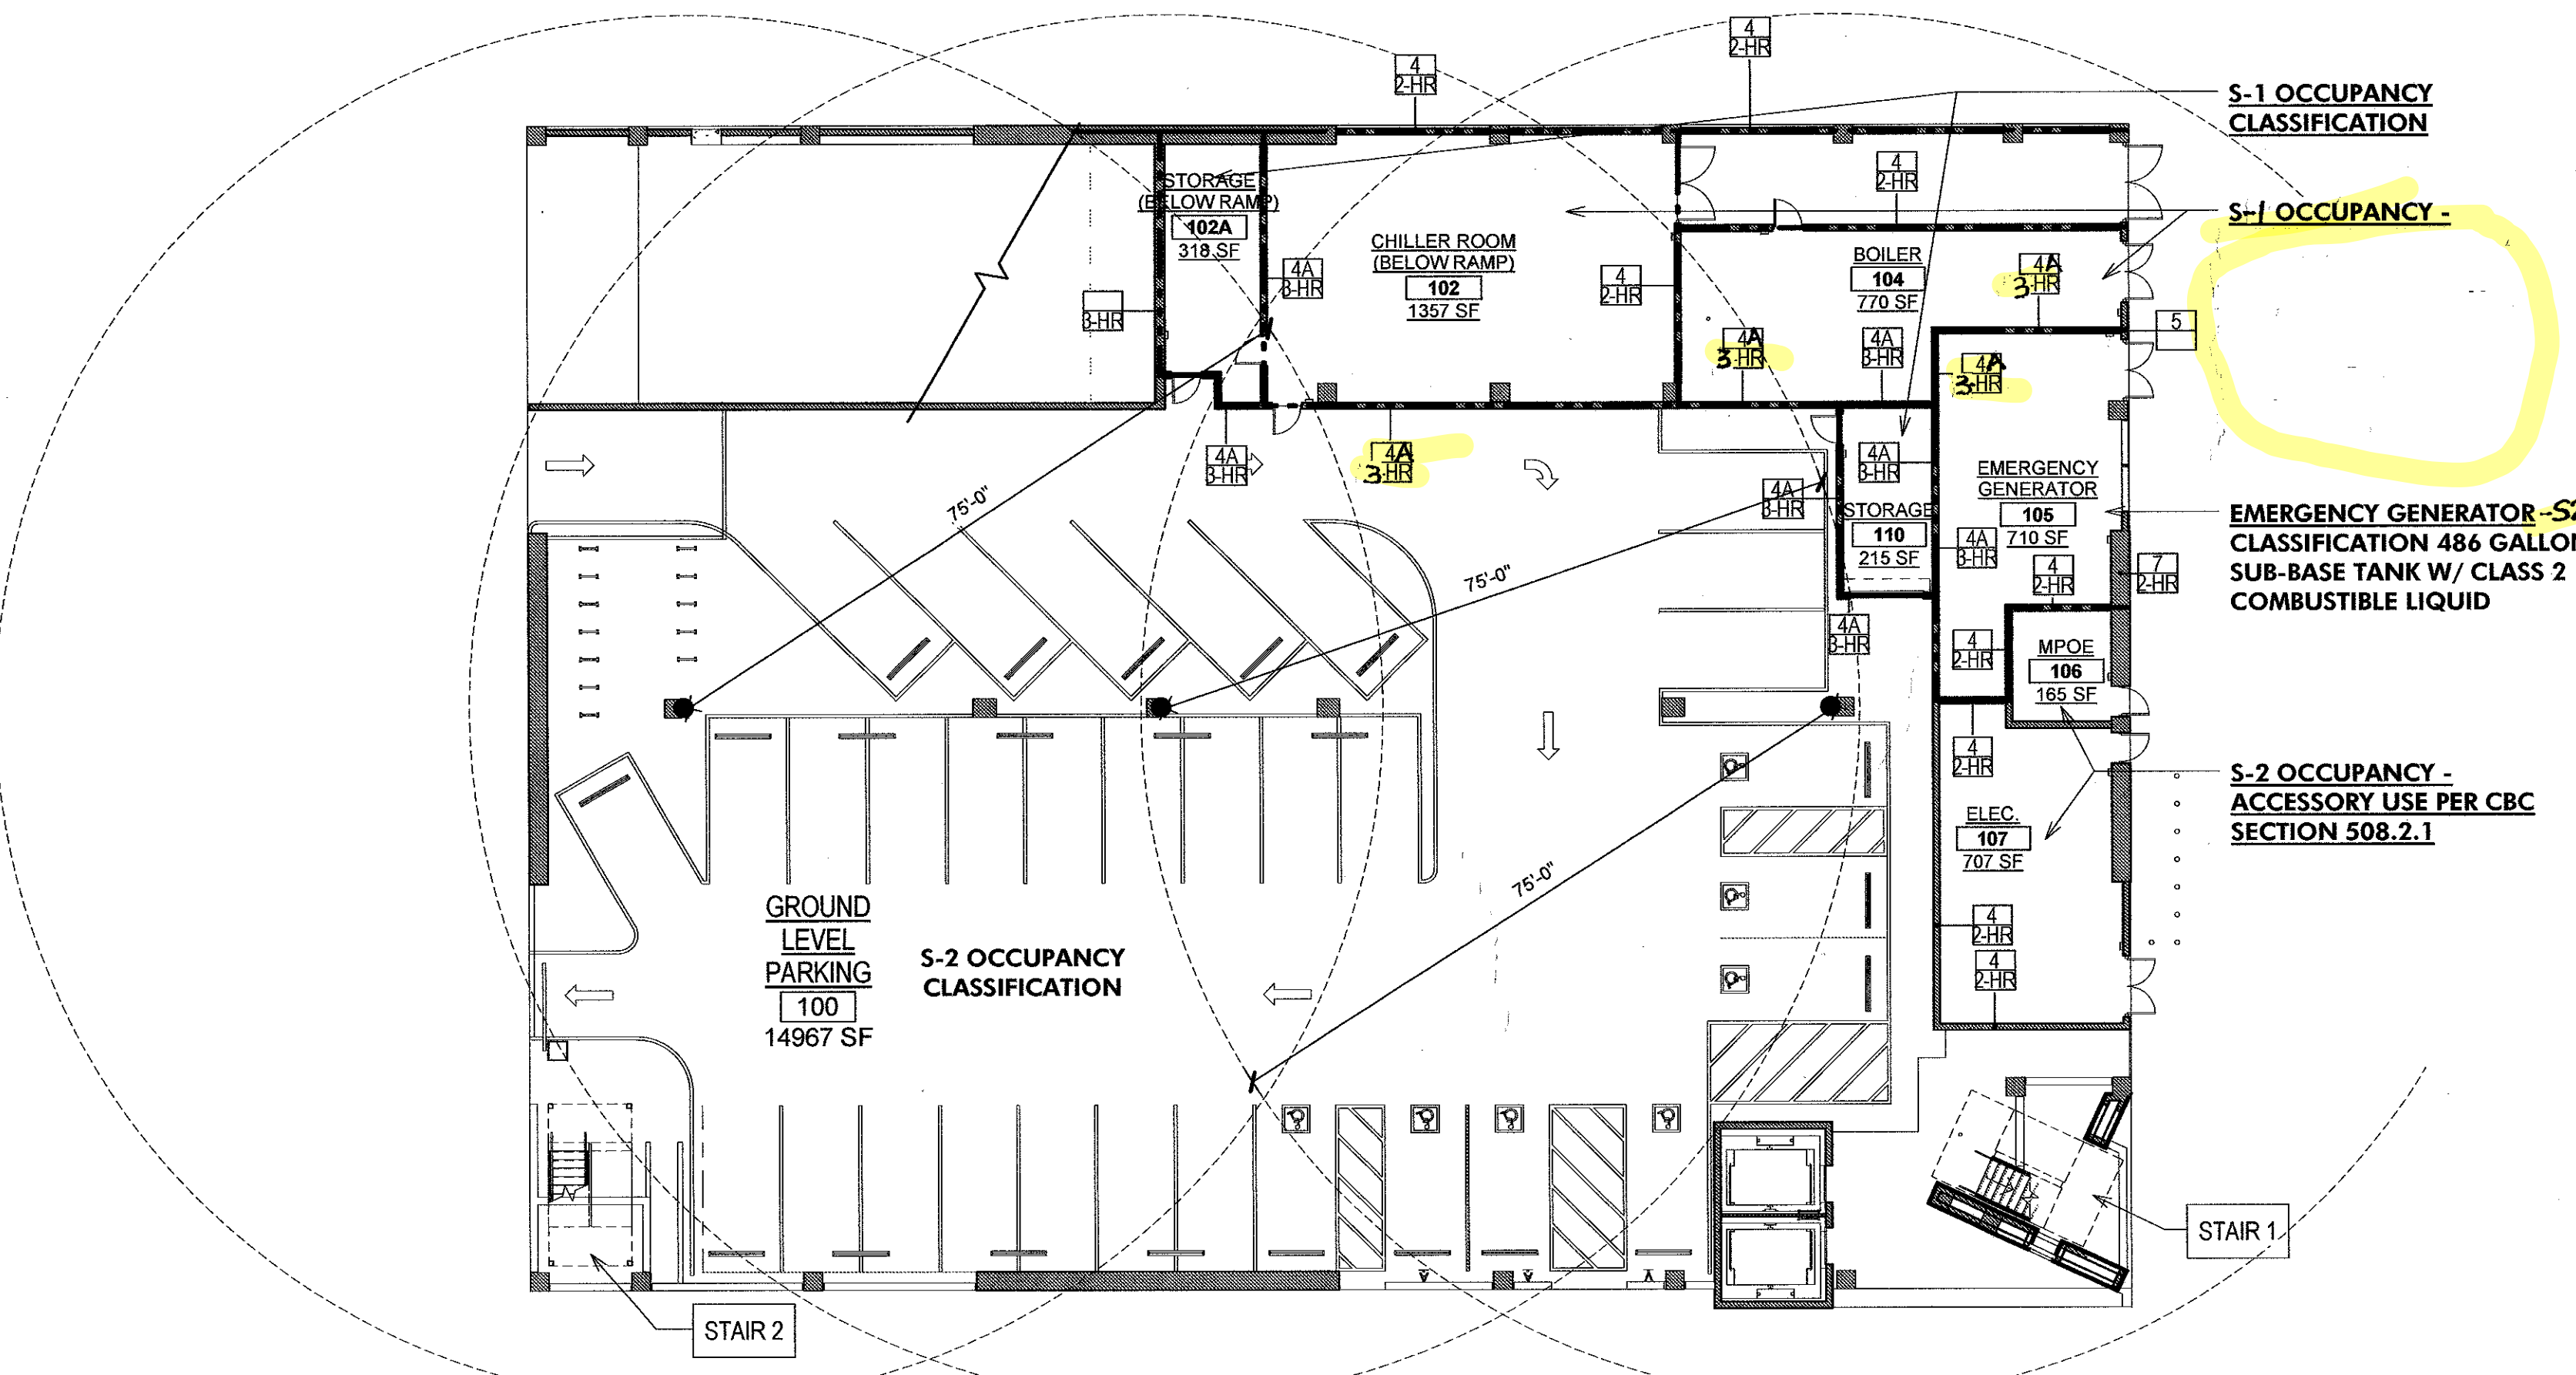 4
2-HR
4
2-HR
S-1 OCCUPANCY
CLASSIFICATION
STORAGE
(BELOW RAMP)
102A
318 SF
4
2-HR
S-1 OCCUPANCY -
CHILLER ROOM
(BELOW RAMP)
102
1357 SF
4A
3-HR
4
2-HR
BOILER
104
770 SF
4A
3-HR
3-HR
4A
3-HR
4A
3-HR
5
4A
3-HR
4A
3-HR
4A
3-HR
4A
3-HR
4A
3-HR
STORAGE
110
215 SF
EMERGENCY
GENERATOR
105
710 SF
4A
3-HR
4
2-HR
7
2-HR
EMERGENCY GENERATOR -S2
CLASSIFICATION 486 GALLON
SUB-BASE TANK W/ CLASS 2
COMBUSTIBLE LIQUID
75'-0"
75'-0"
4A
3-HR
4
2-HR
MPOE
106
165 SF
4
2-HR
S-2 OCCUPANCY -
ACCESSORY USE PER CBC
SECTION 508.2.1
ELEC.
107
707 SF
75'-0"
4
2-HR
4
2-HR
GROUND
LEVEL
PARKING
100
14967 SF
S-2 OCCUPANCY
CLASSIFICATION
STAIR 1
STAIR 2